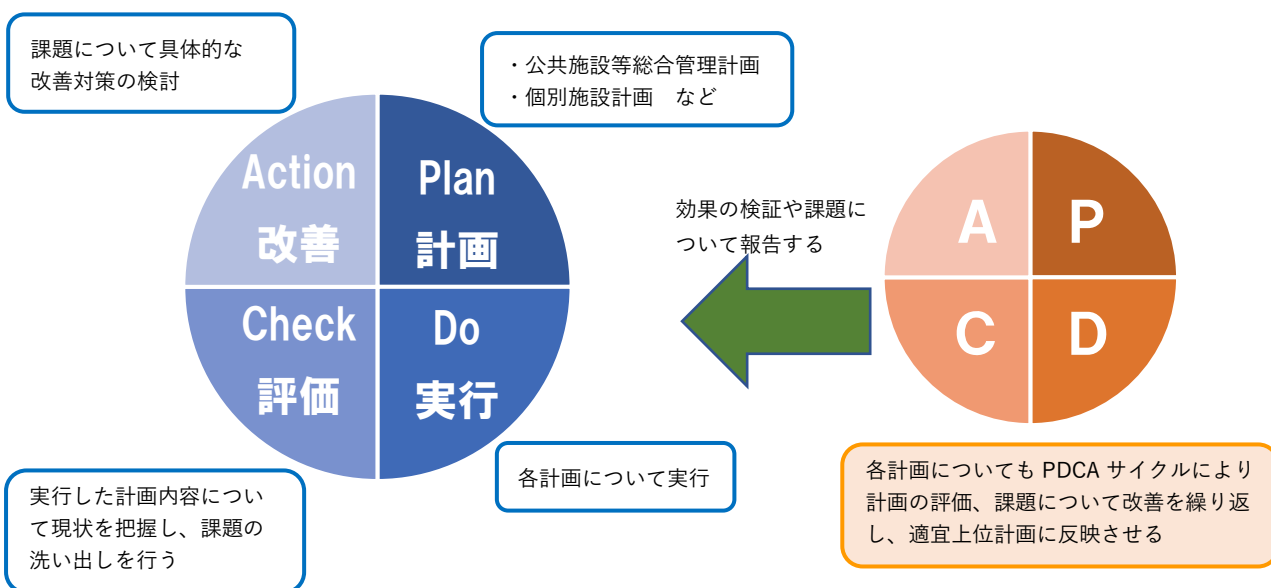 課題について具体的な
改善対策の検討
・公共施設等総合管理計画
・個別施設計画　など
Action
改善
Plan
計画
Check
評価
Do
実行
効果の検証や課題に
ついて報告する
A
P
C
D
実行した計画内容につい
て現状を把握し、課題の
洗い出しを行う
各計画について実行
各計画についても PDCA サイクルにより
計画の評価、課題について改善を繰り返
し、適宜上位計画に反映させる